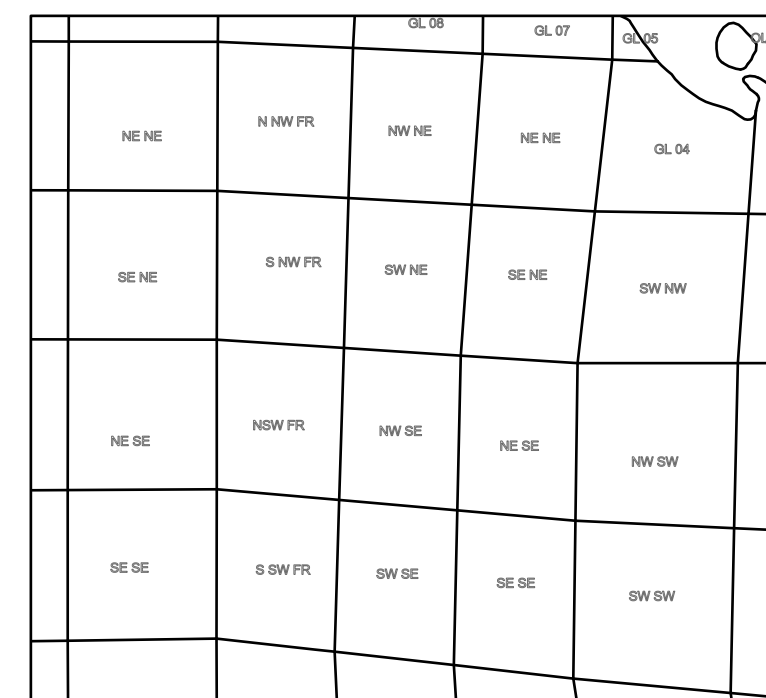 GL 08
GL 07
GL 05
NE NE
N NW FR
NW NE
NE NE
GL 04
SE NE
S NW FR
SW NE
SE NE
SW NW
NE SE
NSW FR
NW SE
NE SE
NW SW
SE SE
S SW FR
SW SE
SE SE
SW SW